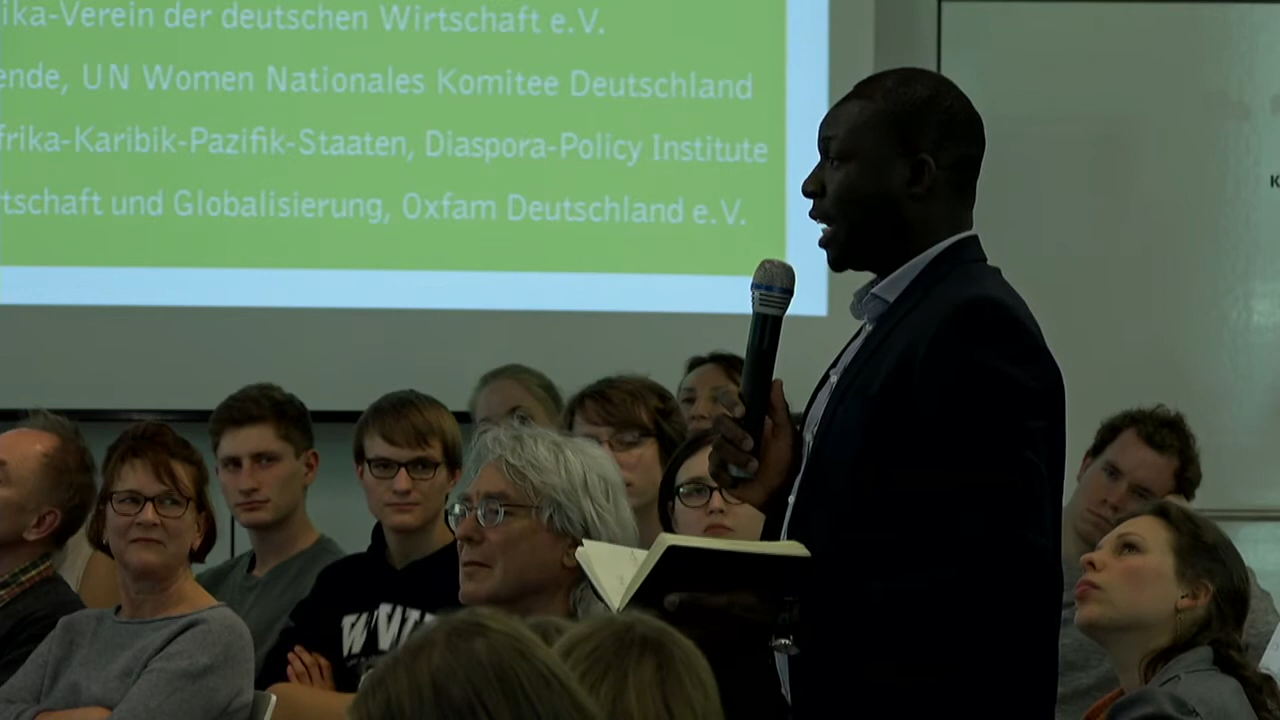 ika-Verein der deutschen Wirtschaft e.V.
ende, UN Women Nationales Komitee Deutschland
frika-Karibik-Pazifik-Staaten, Diaspora-Policy Institute
tschaft und Globalisierung, Oxfam Deutschland e.V.
K